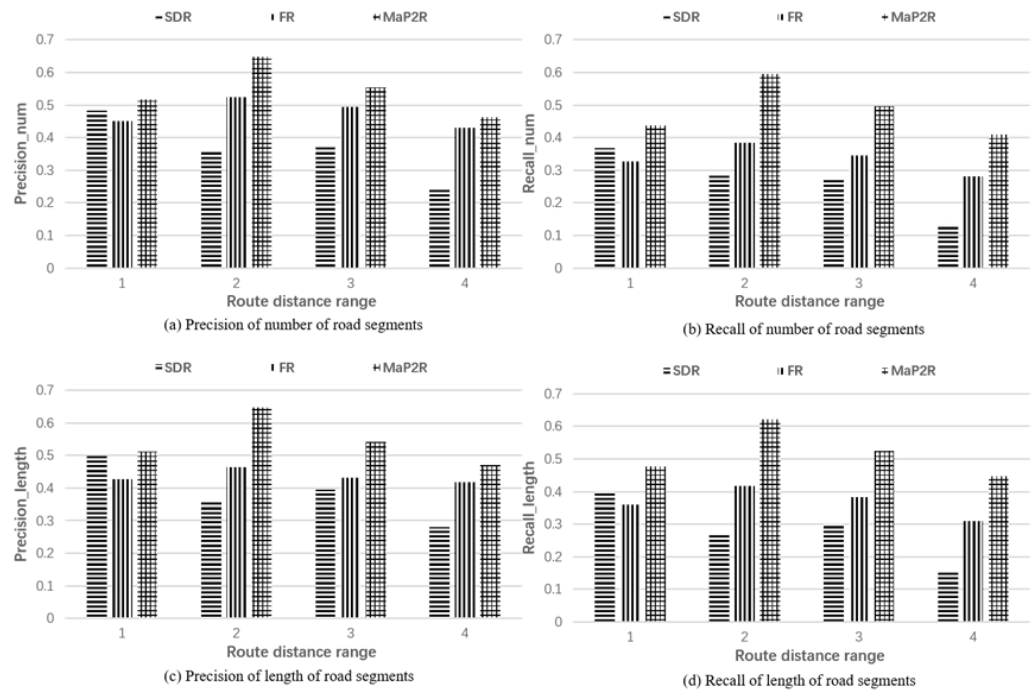 SDR FR MaP2R
0.7
0.6
0.5
0.4
0.3
0.2
0.1
0
Precision_num
1 2 3 4
Route distance range
(a) Precision of number of road segments
SDR FR MaP2R
0.7
0.6
0.5
0.4
0.3
0.2
0.1
0
Recall_num
1 2 3 4
Route distance range
(b) Recall of number of road segments
SDR FR MaP2R
0.7
0.6
0.5
0.4
0.3
0.2
0.1
0
Precision_length
1 2 3 4
Route distance range
(c) Precision of length of road segments
SDR FR MaP2R
0.7
0.6
0.5
0.4
0.3
0.2
0.1
0
Recall_length
1 2 3 4
Route distance range
(d) Recall of length of road segments